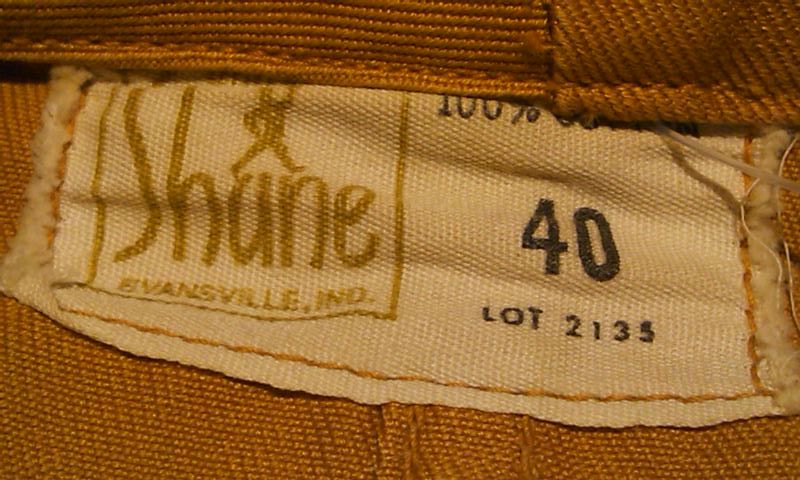 Shane
EVANSVILLE, IND.
100%
40
LOT 2135